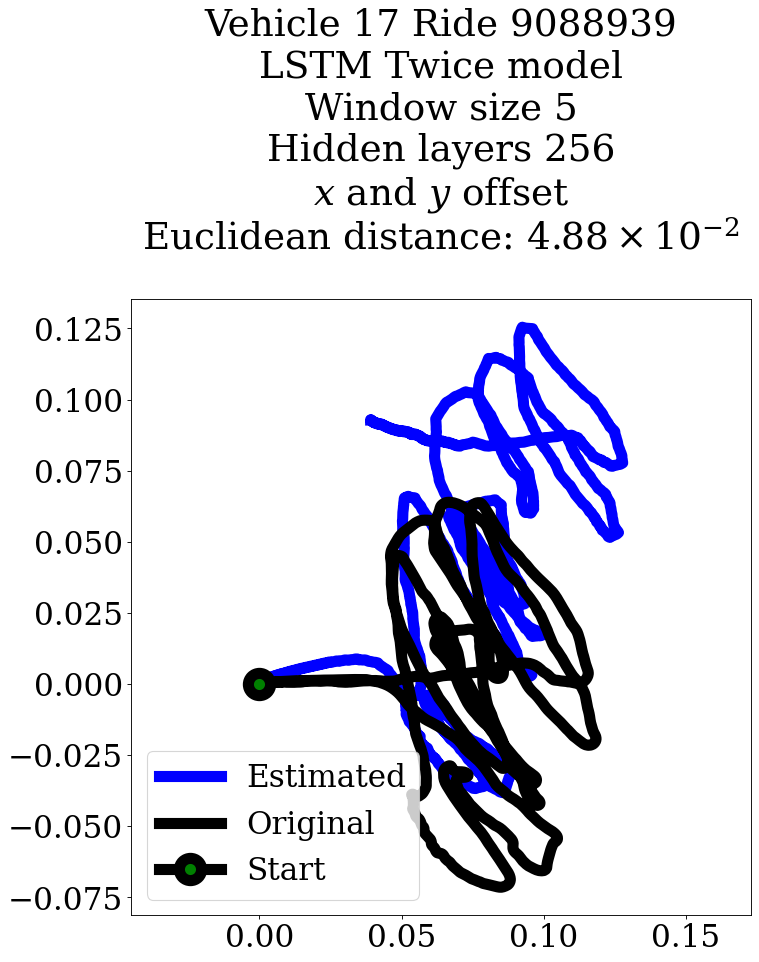 Vehicle 17 Ride 9088939
LSTM Twice model
Window size 5
Hidden layers 256
x and y offset
Euclidean distance: 4.88 × 10⁻²
0.125
0.100
0.075
0.050
0.025
0.000
−0.025
−0.050
−0.075
Estimated
Original
Start
0.00 0.05 0.10 0.15